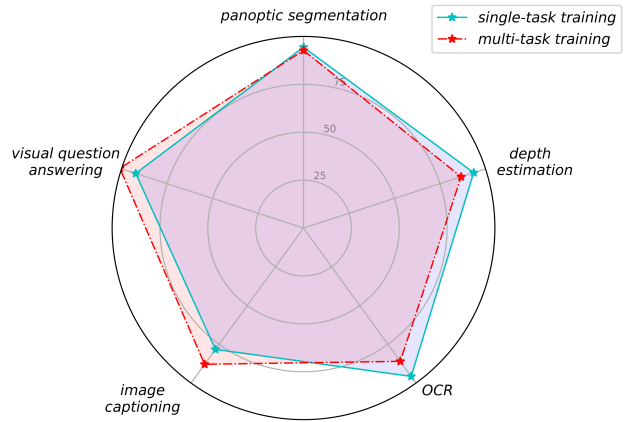 panoptic segmentation
single-task training
multi-task training
75
50
25
visual question
answering
depth
estimation
image
captioning
OCR